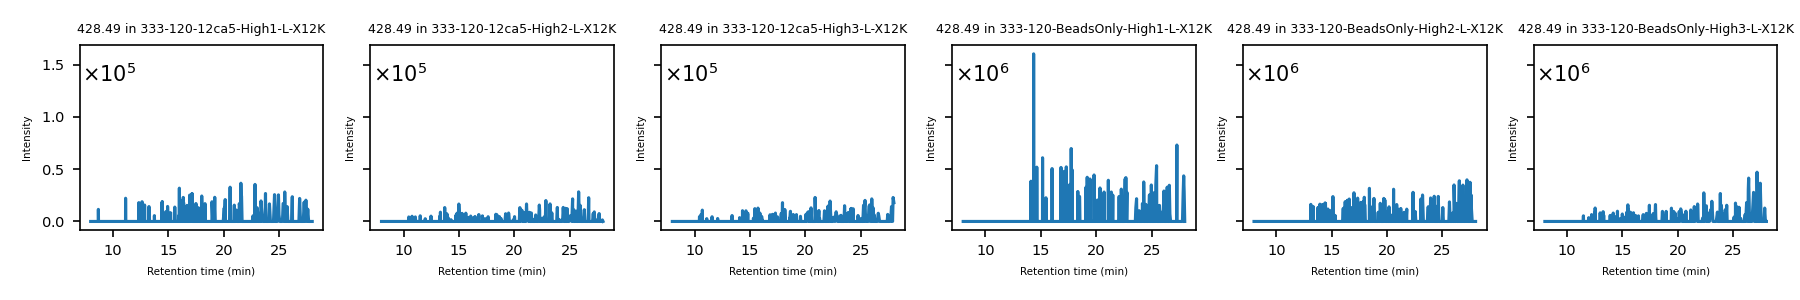 428.49 in 333-120-12ca5-High1-L-X12K
428.49 in 333-120-12ca5-High2-L-X12K
428.49 in 333-120-12ca5-High3-L-X12K
428.49 in 333-120-BeadsOnly-High1-L-X12K
428.49 in 333-120-BeadsOnly-High2-L-X12K
428.49 in 333-120-BeadsOnly-High3-L-X12K
×10⁵
×10⁵
×10⁵
×10⁶
×10⁶
×10⁶
1.5
1.0
0.5
0.0
Intensity
Intensity
Intensity
Intensity
Intensity
Intensity
10 15 20 25
10 15 20 25
10 15 20 25
10 15 20 25
10 15 20 25
10 15 20 25
Retention time (min)
Retention time (min)
Retention time (min)
Retention time (min)
Retention time (min)
Retention time (min)